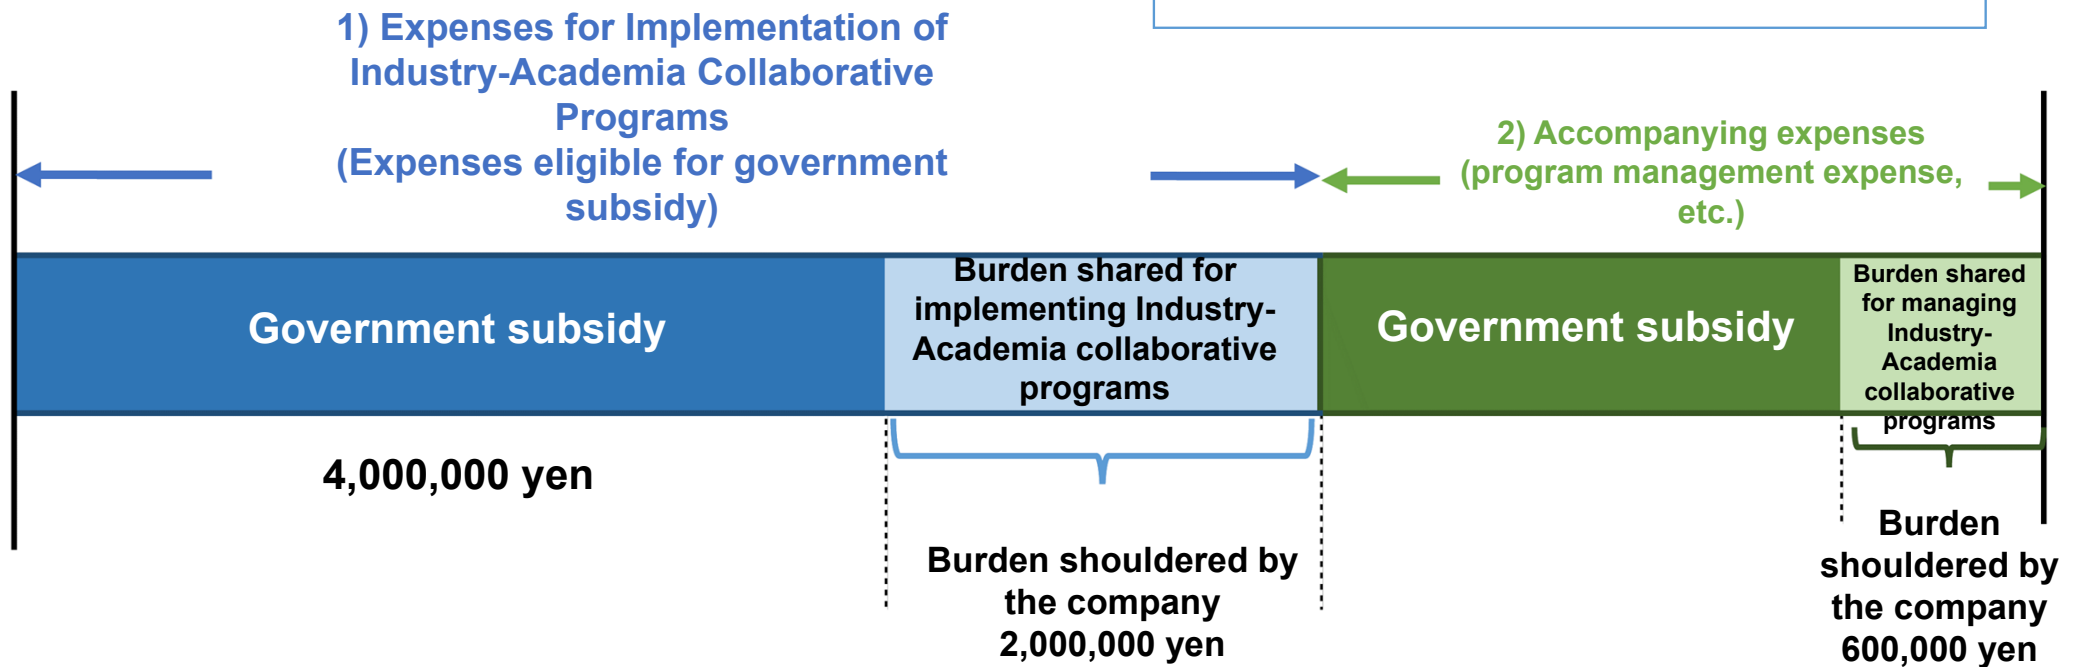 1) Expenses for Implementation of
Industry-Academia Collaborative
Programs
(Expenses eligible for government
subsidy)
2) Accompanying expenses
(program management expense,
etc.)
Government subsidy
Burden shared for
implementing Industry-
Academia collaborative
programs
Government subsidy
Burden shared
for managing
Industry-
Academia
collaborative
programs
4,000,000 yen
Burden shouldered by
the company
2,000,000 yen
Burden
shouldered by
the company
600,000 yen